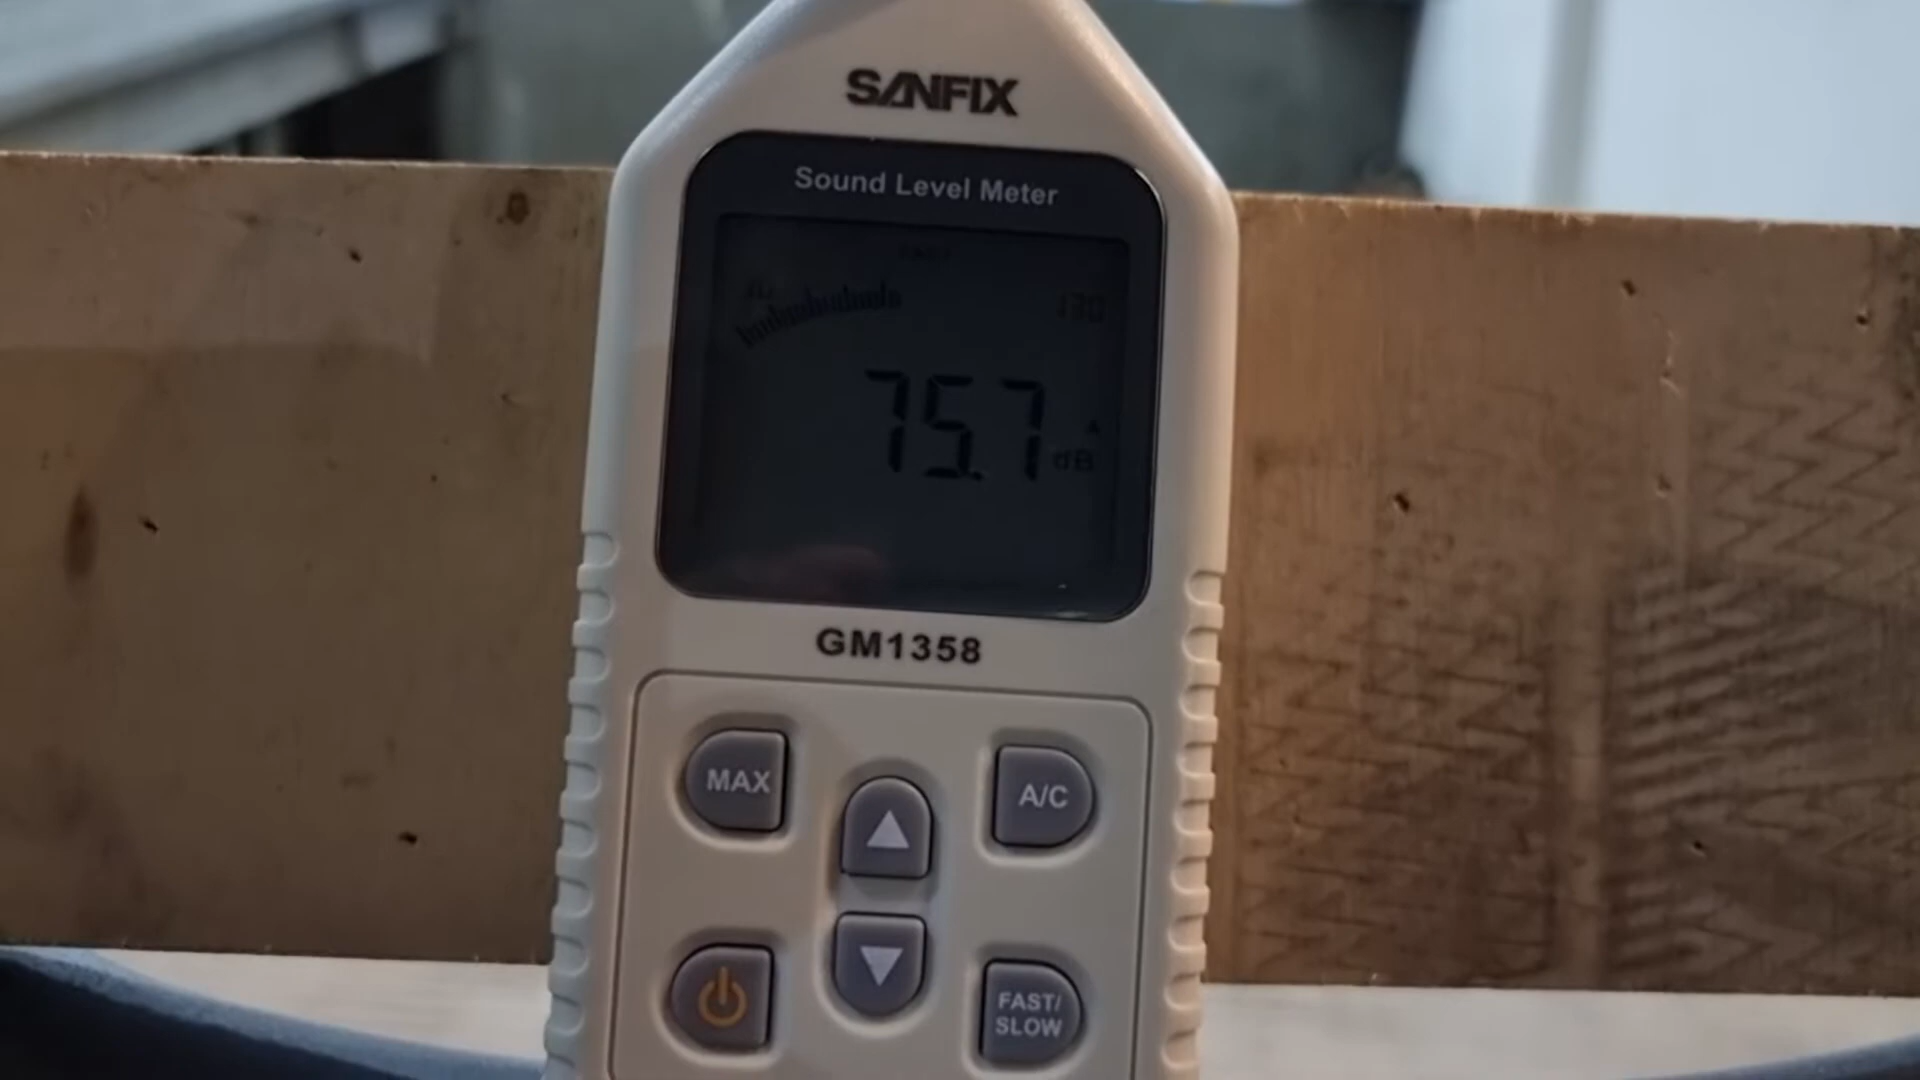 SANFIX
Sound Level Meter
130
75.7
A
dB
GM1358
MAX
A/C
FAST/
SLOW